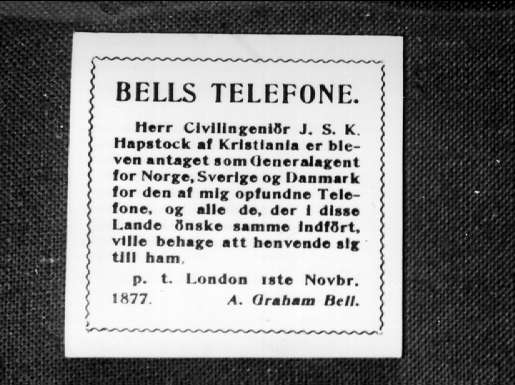 BELLS TELEFONE.
Herr Civilingeniör J. S. K.
Hapstock af Kristiania er ble-
ven antaget som Generalagent
for Norge, Sverige og Danmark
for den af mig opfundne Tele-
fone, og alle de, der i disse
Lande önske samme indfört,
ville behage att henvende sig
till ham.
p. t. London 1ste Novbr.
1877. A. Graham Bell.